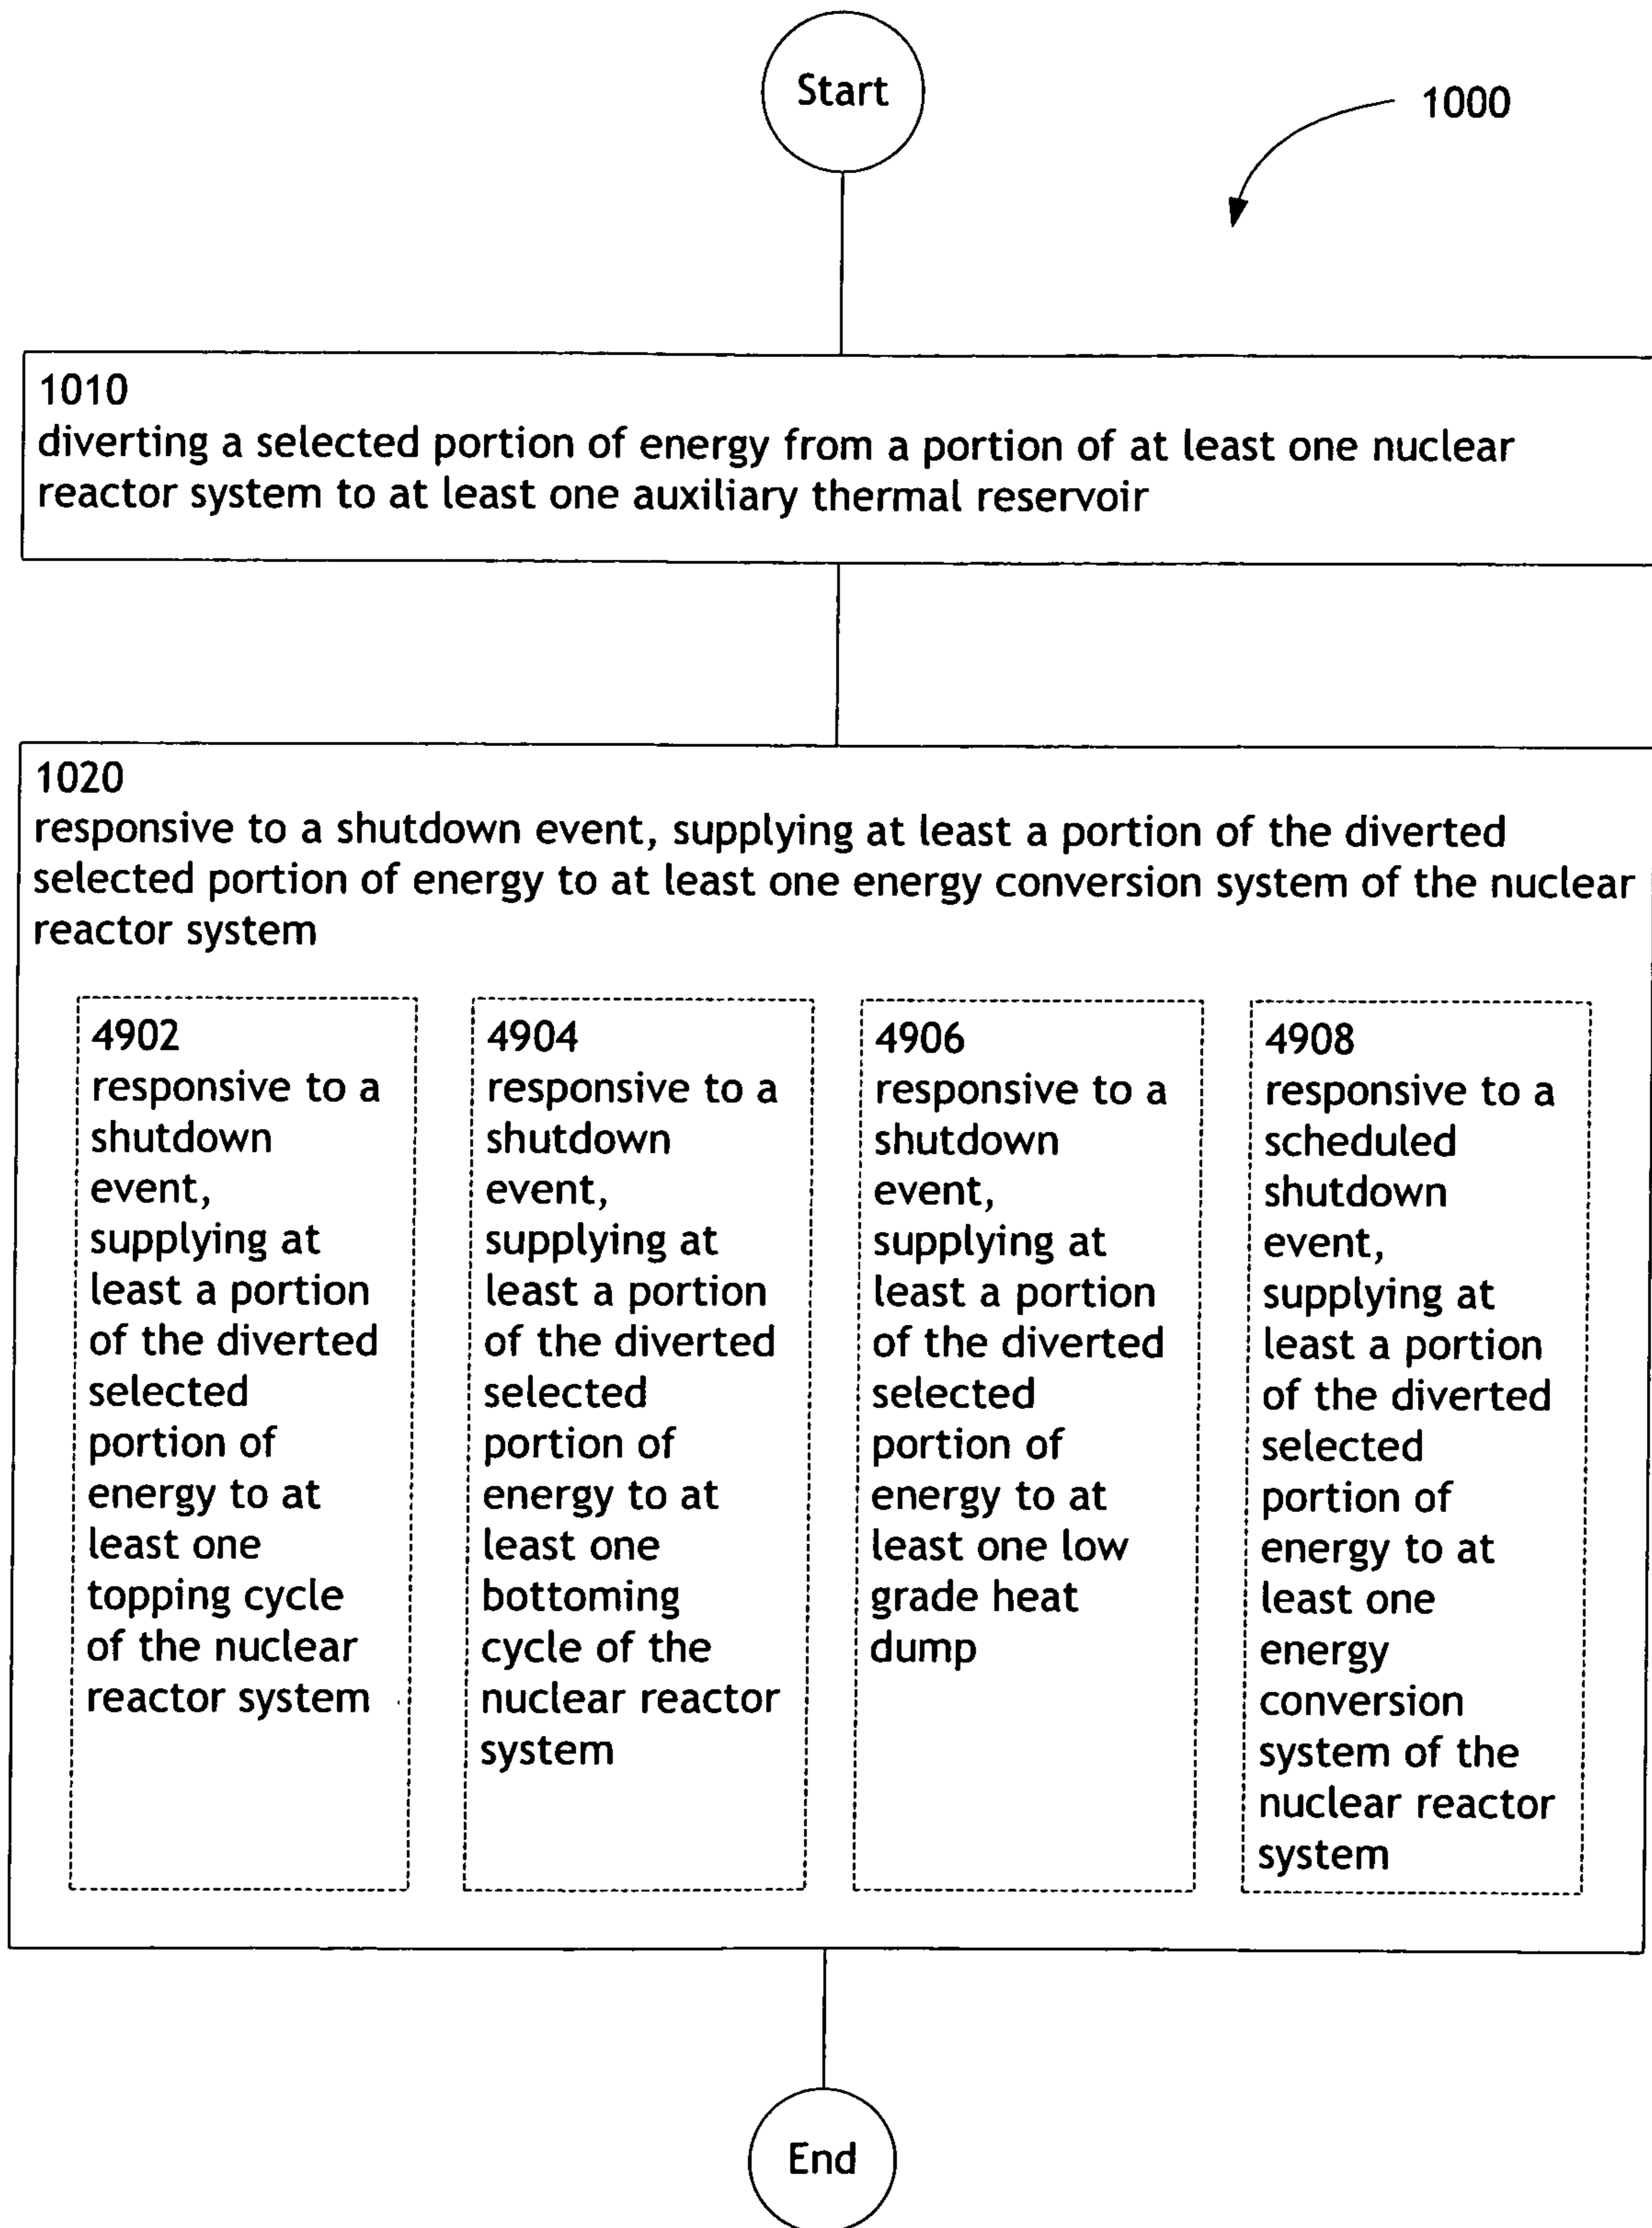 Start
1000
1010
diverting a selected portion of energy from a portion of at least one nuclear
reactor system to at least one auxiliary thermal reservoir
1020
responsive to a shutdown event, supplying at least a portion of the diverted
selected portion of energy to at least one energy conversion system of the nuclear
reactor system
4902
responsive to a
shutdown
event,
supplying at
least a portion
of the diverted
selected
portion of
energy to at
least one
topping cycle
of the nuclear
reactor system
4904
responsive to a
shutdown
event,
supplying at
least a portion
of the diverted
selected
portion of
energy to at
least one
bottoming
cycle of the
nuclear reactor
system
4906
responsive to a
shutdown
event,
supplying at
least a portion
of the diverted
selected
portion of
energy to at
least one low
grade heat
dump
4908
responsive to a
scheduled
shutdown
event,
supplying at
least a portion
of the diverted
selected
portion of
energy to at
least one
energy
conversion
system of the
nuclear reactor
system
End